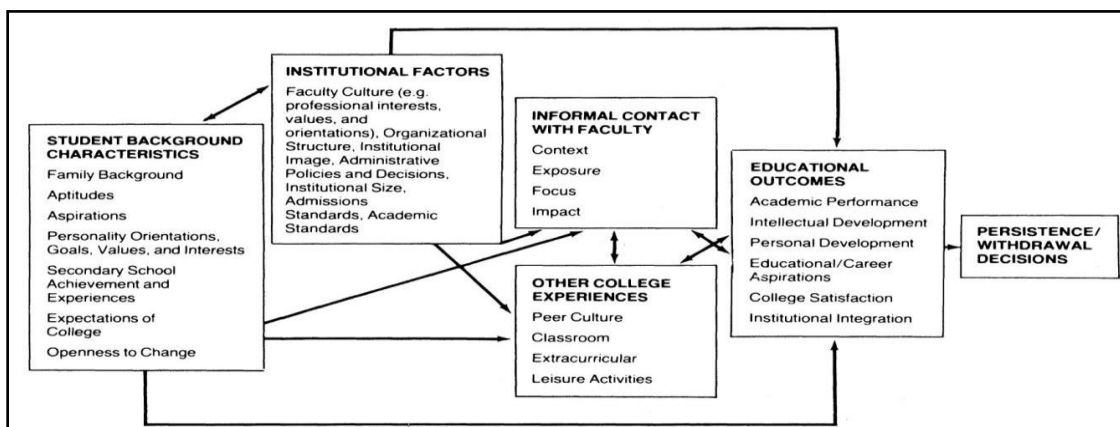 INSTITUTIONAL FACTORS
Faculty Culture (e.g.
professional interests,
values, and
orientations), Organizational
Structure, Institutional
Image, Administrative
Policies and Decisions,
Institutional Size,
Admissions
Standards, Academic
Standards
STUDENT BACKGROUND
CHARACTERISTICS
Family Background
Aptitudes
Aspirations
Personality Orientations,
Goals, Values, and Interests
Secondary School
Achievement and
Experiences
Expectations of
College
Openness to Change
INFORMAL CONTACT
WITH FACULTY
Context
Exposure
Focus
Impact
OTHER COLLEGE
EXPERIENCES
Peer Culture
Classroom
Extracurricular
Leisure Activities
EDUCATIONAL
OUTCOMES
Academic Performance
Intellectual Development
Personal Development
Educational/Career
Aspirations
College Satisfaction
Institutional Integration
PERSISTENCE/
WITHDRAWAL
DECISIONS